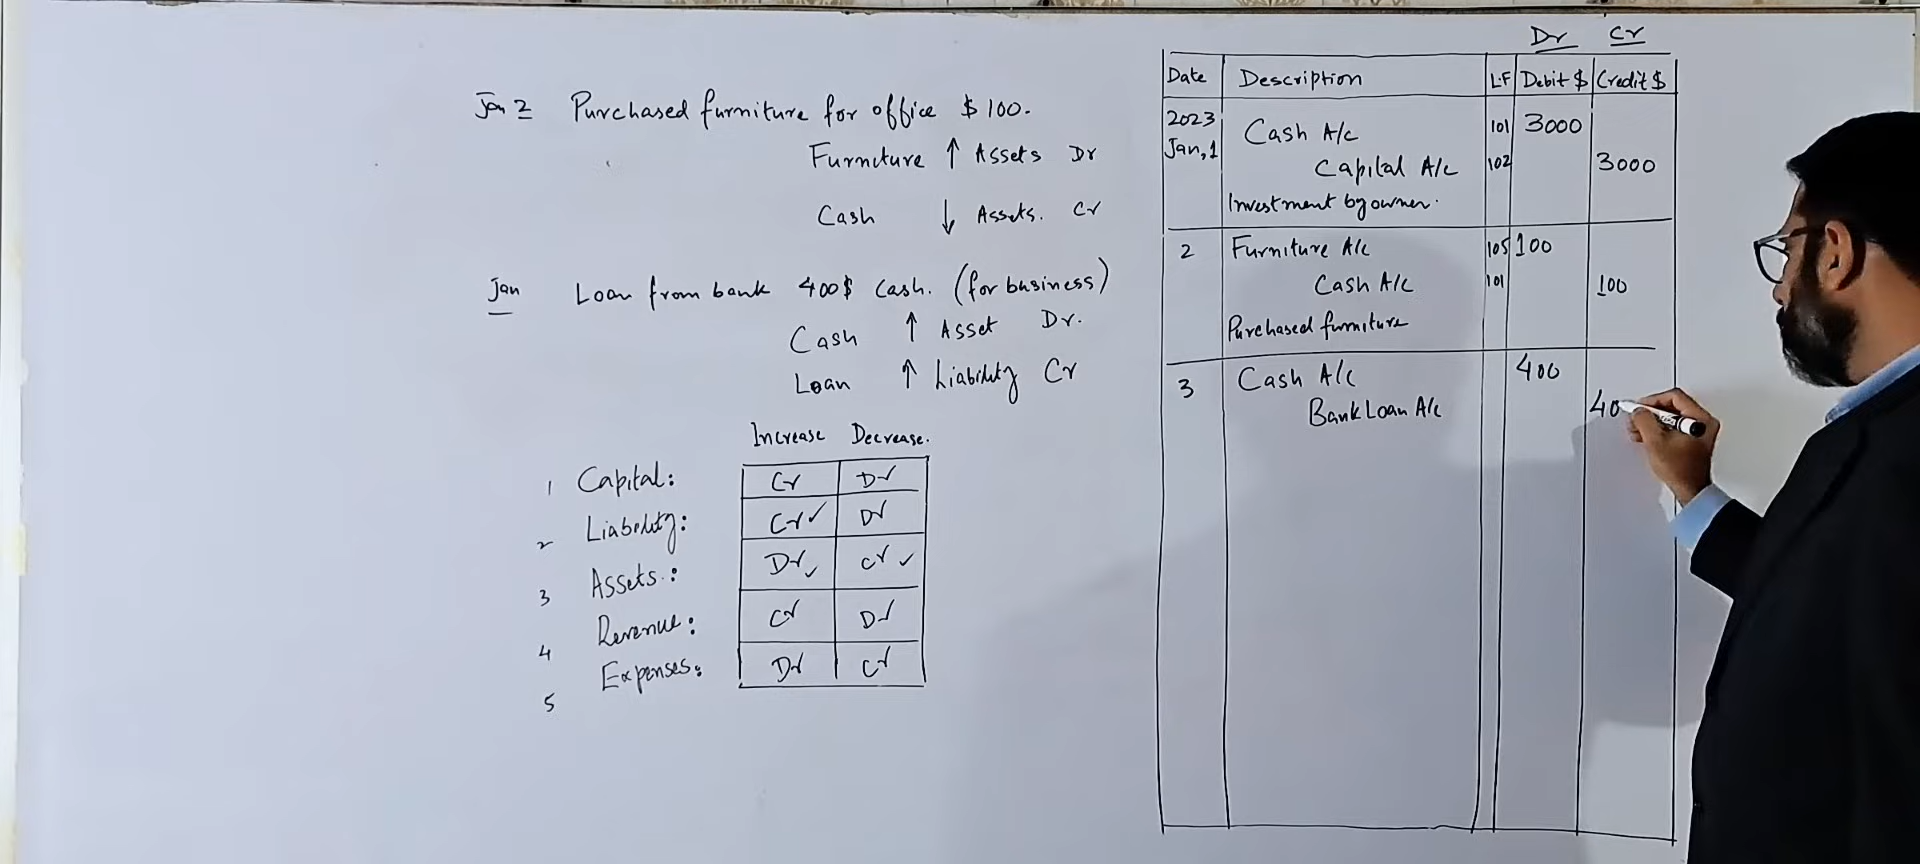 Jan 2 Purchased furniture for office $100.
Furniture ↑ Assets Dr
Cash ↓ Assets. Cr
Jan Loan from bank 400$ Cash. (for business)
Cash ↑ Asset Dr.
Loan ↑ Liability Cr
Increase Decrease.
1 Capital: Cr Dr
2 Liability: Cr✓ Dr
3 Assets.: Dr✓ Cr✓
4 Revenue: Cr Dr
5 Expenses: Dr Cr
Dr Cr
Date Description L.F Debit $ Credit $
2023
Jan,1 Cash A/c 101 3000
Capital A/c 102 3000
Investment by owner.
2 Furniture A/c 105 100
Cash A/c 101 100
Purchased furniture
3 Cash A/c 400
Bank Loan A/c 40